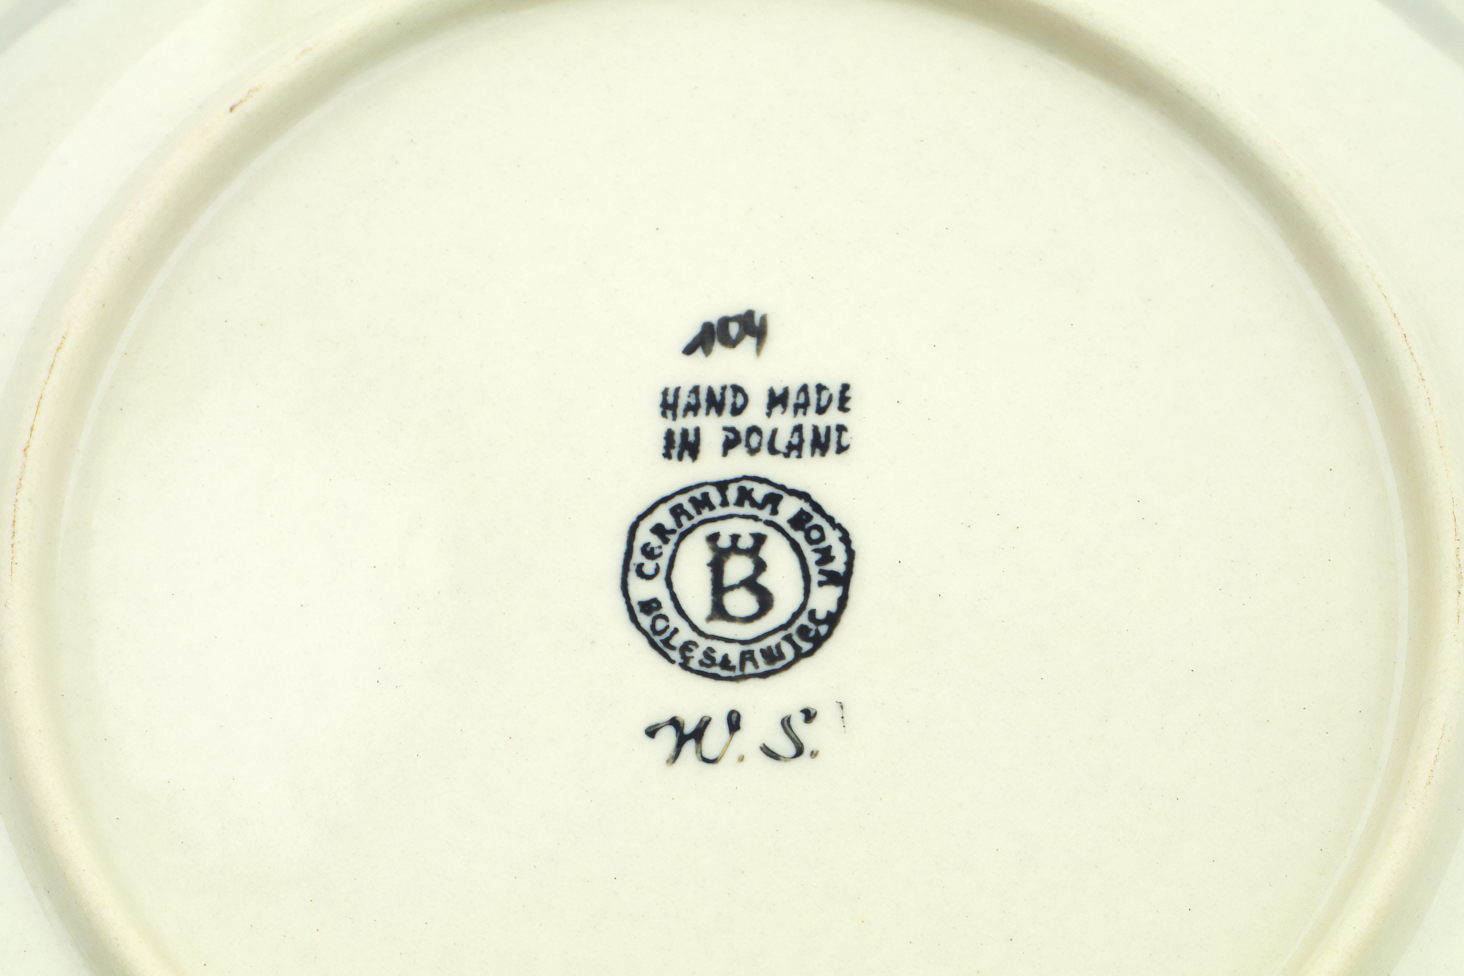 104
HAND MADE
IN POLAND
CERAMIKA BONA
B
BOLESŁAWIEC
W. S.